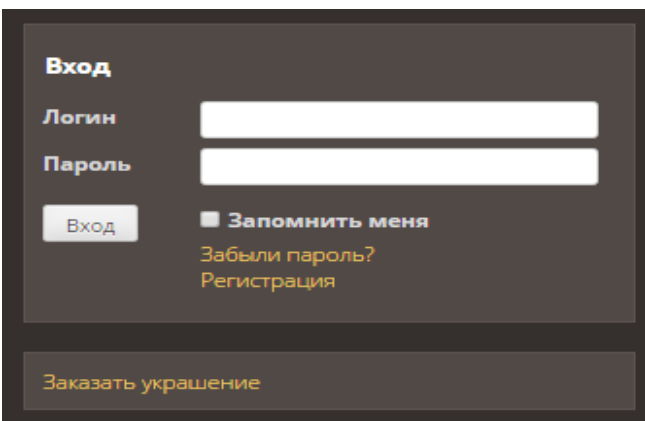 Вход
Логин
Пароль
Вход
Запомнить меня
Забыли пароль?
Регистрация
Заказать украшение